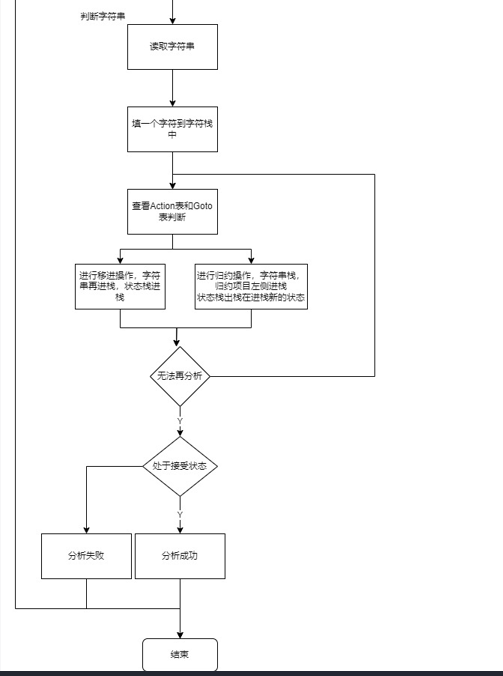 判断字符串
读取字符串
填一个字符到字符栈
中
查看Action表和Goto
表判断
进行移进操作，字符
串再进栈，状态栈进
栈
进行归约操作，字符串栈，
归约项目左侧进栈
状态栈出栈在进栈新的状态
无法再分析
Y
处于接受状态
Y
分析失败
分析成功
结束